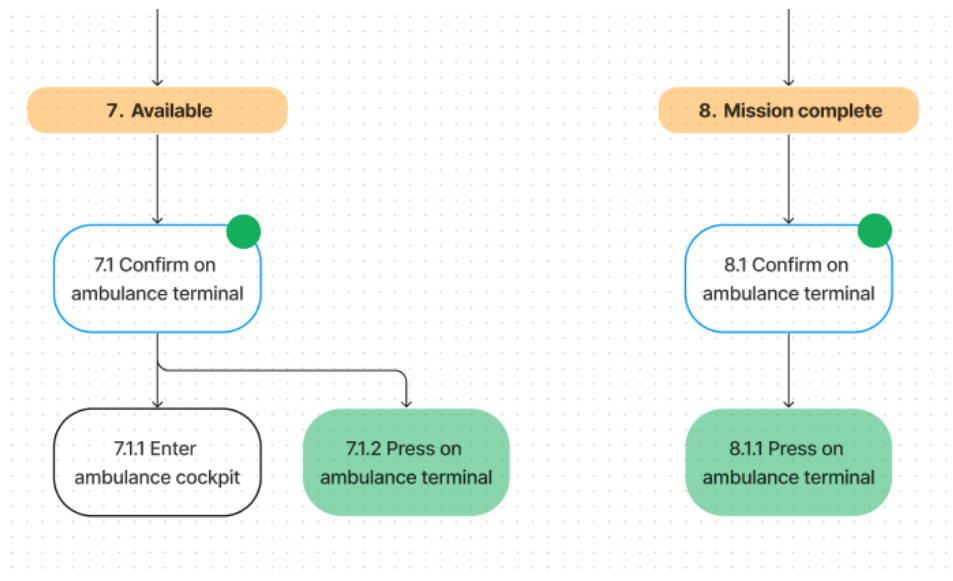 7. Available
8. Mission complete
7.1 Confirm on
ambulance terminal
8.1 Confirm on
ambulance terminal
7.1.1 Enter
ambulance cockpit
7.1.2 Press on
ambulance terminal
8.1.1 Press on
ambulance terminal